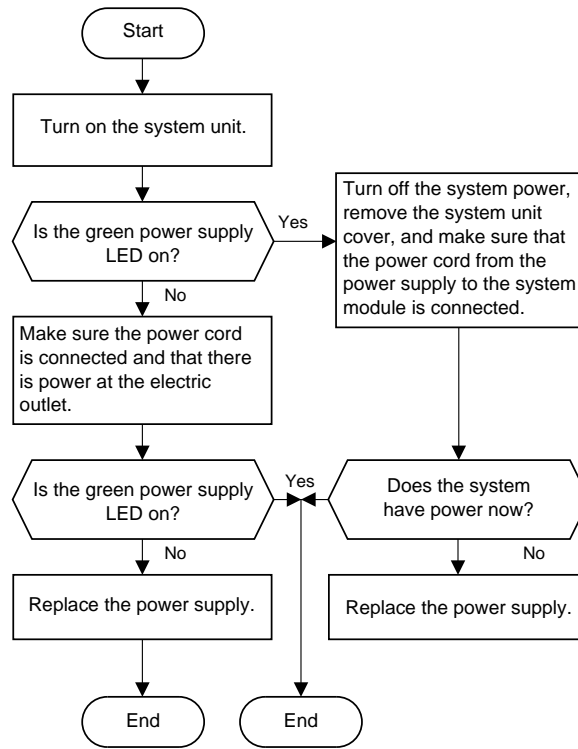 Start
Turn on the system unit.
Is the green power supply
LED on?
Yes
Turn off the system power,
remove the system unit
cover, and make sure that
the power cord from the
power supply to the system
module is connected.
No
Make sure the power cord
is connected and that there
is power at the electric
outlet.
Is the green power supply
LED on?
Yes
Does the system
have power now?
No
No
Replace the power supply.
Replace the power supply.
End
End